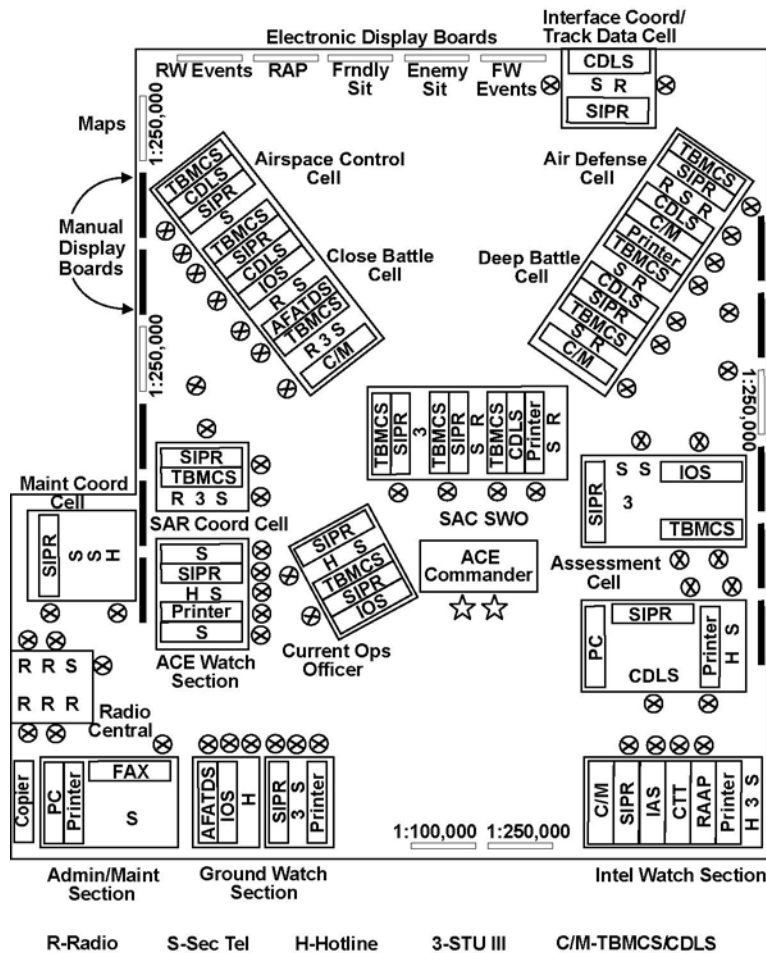 Electronic Display Boards
RW Events
RAP
Frndly
Sit
Enemy
Sit
FW
Events
Interface Coord/
Track Data Cell
CDLS
S R
SIPR
Maps
1:250,000
Manual
Display
Boards
1:250,000
Airspace Control
Cell
TBMCS
CDLS
SIPR
S
TBMCS
SIPR
CDLS
IOS
R S
AFATDS
TBMCS
R 3 S
C/M
Close Battle
Cell
Air Defense
Cell
TBMCS
SIPR
R S R
CDLS
C/M
Printer
TBMCS
S R
CDLS
SIPR
TBMCS
S R
C/M
Deep Battle
Cell
1:250,000
TBMCS
SIPR
3
TBMCS
SIPR
S R
TBMCS
CDLS
Printer
S R
SAC SWO
SIPR
TBMCS
R 3 S
SAR Coord Cell
Maint Coord
Cell
SIPR
S S H
S
SIPR
H S
Printer
S
ACE Watch
Section
SIPR
H S
TBMCS
SIPR
IOS
Current Ops
Officer
ACE
Commander
SIPR
S S
3
IOS
TBMCS
Assessment
Cell
PC
SIPR
CDLS
Printer
H S
R R S
R R R
Radio
Central
Copier
PC
Printer
FAX
S
Admin/Maint
Section
AFATDS
IOS
H
SIPR
3 S
Printer
Ground Watch
Section
1:100,000
1:250,000
C/M
SIPR
IAS
CTT
RAAP
Printer
H 3 S
Intel Watch Section
R-Radio
S-Sec Tel
H-Hotline
3-STU III
C/M-TBMCS/CDLS